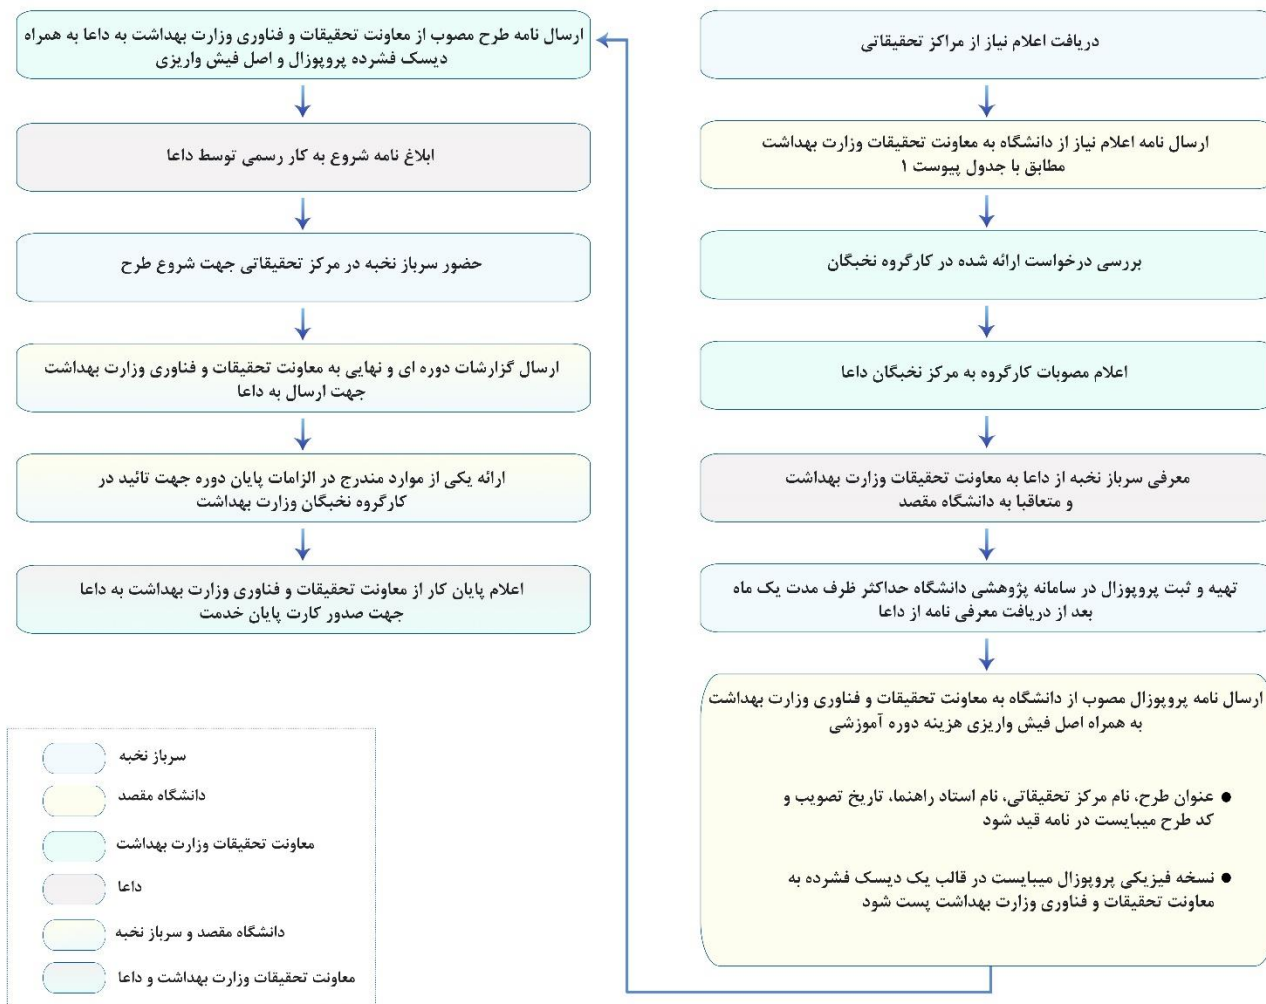 دریافت اعلام نیاز از مراکز تحقیقاتی
ارسال نامه اعلام نیاز از دانشگاه به معاونت تحقیقات وزارت بهداشت
مطابق با جدول پیوست ۱
بررسی درخواست ارائه شده در کارگروه نخبگان
اعلام مصوبات کارگروه به مرکز نخبگان داعا
معرفی سرباز نخبه از داعا به معاونت تحقیقات وزارت بهداشت
و متعاقبا به دانشگاه مقصد
تهیه و ثبت پروپوزال در سامانه پژوهشی دانشگاه حداکثر ظرف مدت یک ماه
بعد از دریافت معرفی نامه از داعا
ارسال نامه پروپوزال مصوب از دانشگاه به معاونت تحقیقات و فناوری وزارت بهداشت
به همراه اصل فیش واریزی هزینه دوره آموزشی
● عنوان طرح، نام مرکز تحقیقاتی، نام استاد راهنما، تاریخ تصویب و
کد طرح میبایست در نامه قید شود
● نسخه فیزیکی پروپوزال میبایست در قالب یک دیسک فشرده به
معاونت تحقیقات و فناوری وزارت بهداشت پست شود
ارسال نامه طرح مصوب از معاونت تحقیقات و فناوری وزارت بهداشت به داعا به همراه
دیسک فشرده پروپوزال و اصل فیش واریزی
ابلاغ نامه شروع به کار رسمی توسط داعا
حضور سرباز نخبه در مرکز تحقیقاتی جهت شروع طرح
ارسال گزارشات دوره ای و نهایی به معاونت تحقیقات و فناوری وزارت بهداشت
جهت ارسال به داعا
ارائه یکی از موارد مندرج در الزامات پایان دوره جهت تائید در
کارگروه نخبگان وزارت بهداشت
اعلام پایان کار از معاونت تحقیقات و فناوری وزارت بهداشت به داعا
جهت صدور کارت پایان خدمت
سرباز نخبه
دانشگاه مقصد
معاونت تحقیقات وزارت بهداشت
داعا
دانشگاه مقصد و سرباز نخبه
معاونت تحقیقات وزارت بهداشت و داعا